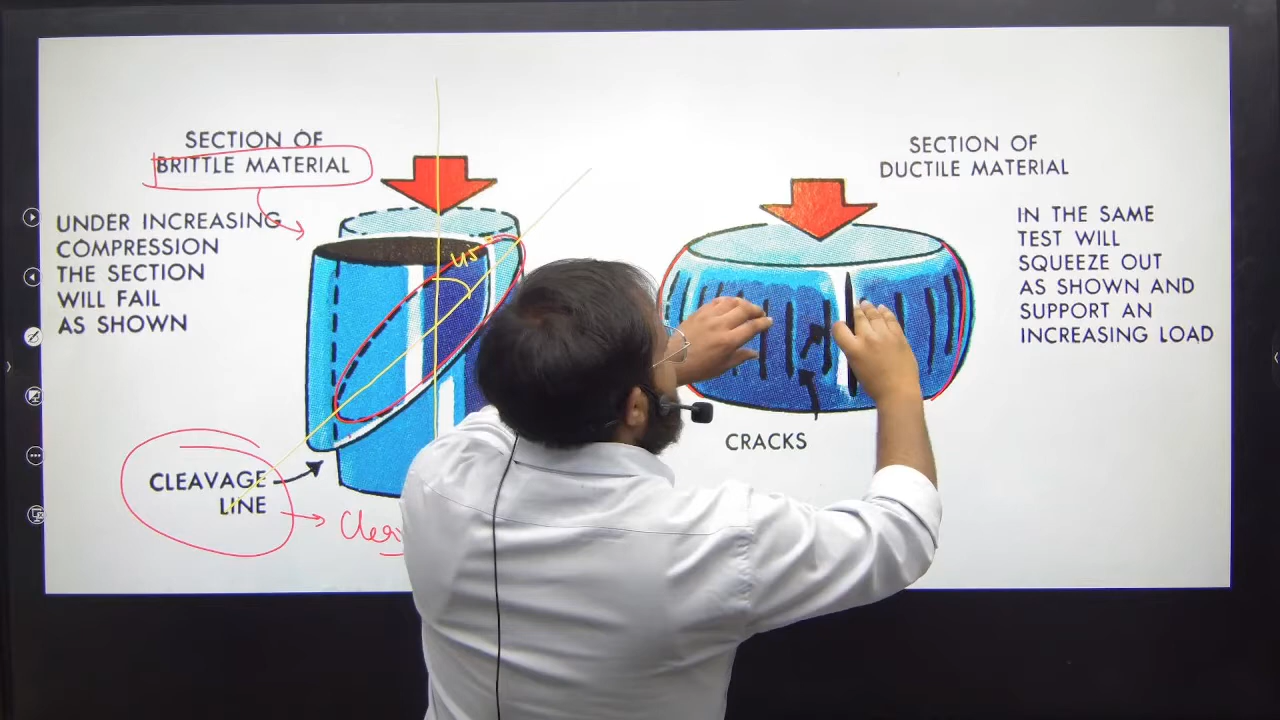 SECTION OF
BRITTLE MATERIAL
UNDER INCREASING
COMPRESSION
THE SECTION
WILL FAIL
AS SHOWN
45°
CLEAVAGE
LINE
SECTION OF
DUCTILE MATERIAL
IN THE SAME
TEST WILL
SQUEEZE OUT
AS SHOWN AND
SUPPORT AN
INCREASING LOAD
CRACKS